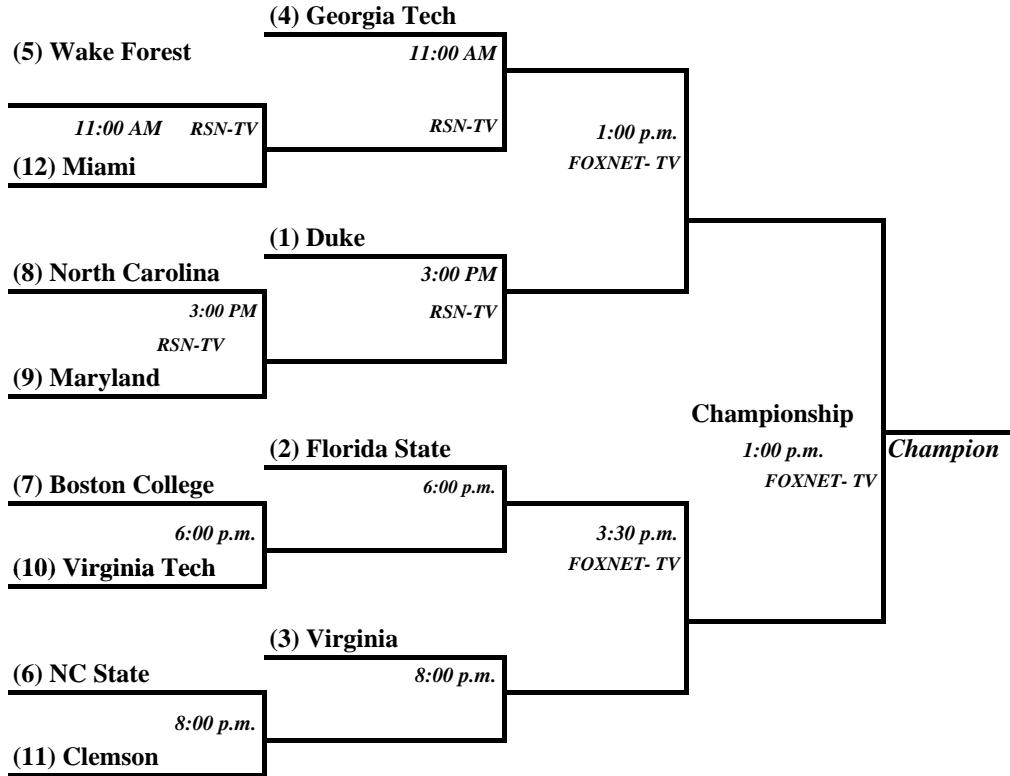 (4) Georgia Tech
(5) Wake Forest
11:00 AM
11:00 AM RSN-TV
RSN-TV
1:00 p.m.
(12) Miami
FOXNET- TV
(1) Duke
(8) North Carolina
3:00 PM
3:00 PM
RSN-TV
RSN-TV
(9) Maryland
Championship
(2) Florida State
1:00 p.m.
Champion
(7) Boston College
6:00 p.m.
FOXNET- TV
6:00 p.m.
3:30 p.m.
(10) Virginia Tech
FOXNET- TV
(3) Virginia
(6) NC State
8:00 p.m.
8:00 p.m.
(11) Clemson